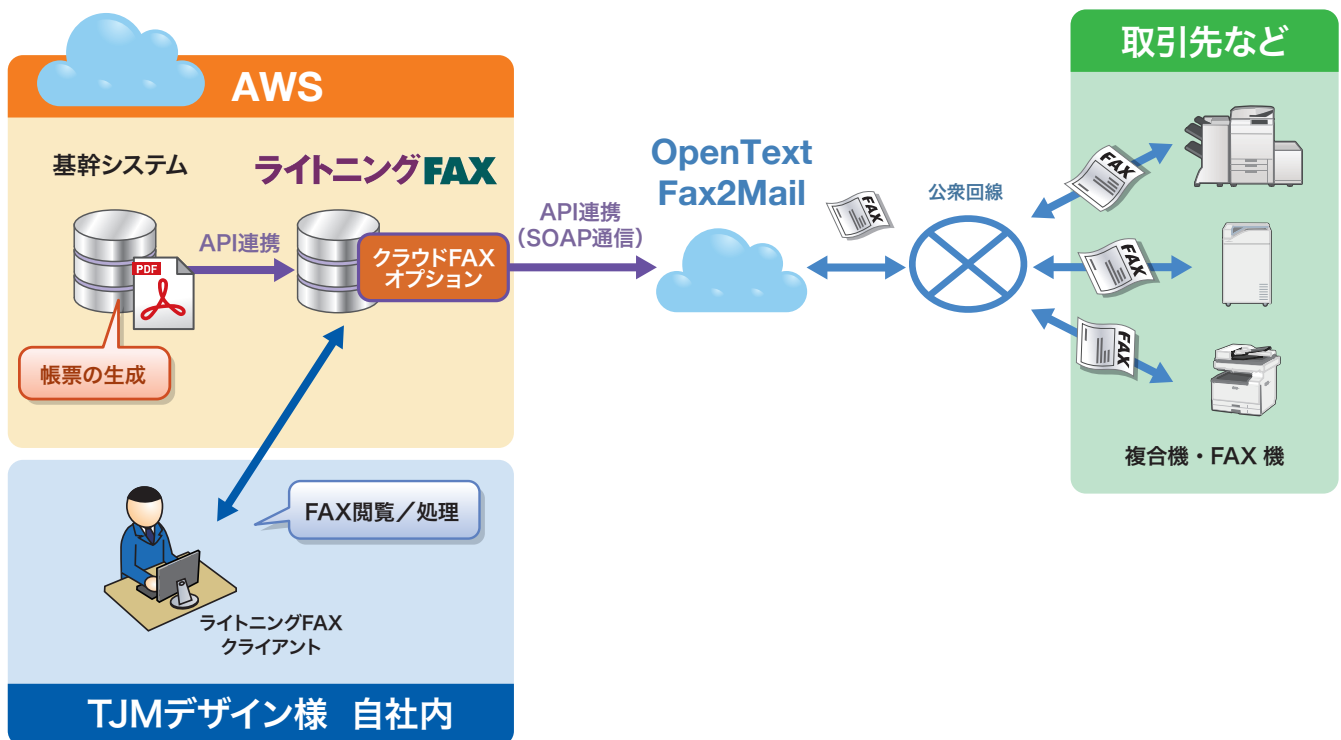 AWS
基幹システム
ライトニングFAX
API連携
PDF
クラウドFAX
オプション
帳票の生成
API連携
(SOAP通信)
OpenText
Fax2Mail
FAX
公衆回線
取引先など
FAX
FAX
FAX
複合機・FAX 機
FAX閲覧／処理
ライトニングFAX
クライアント
TJMデザイン様 自社内